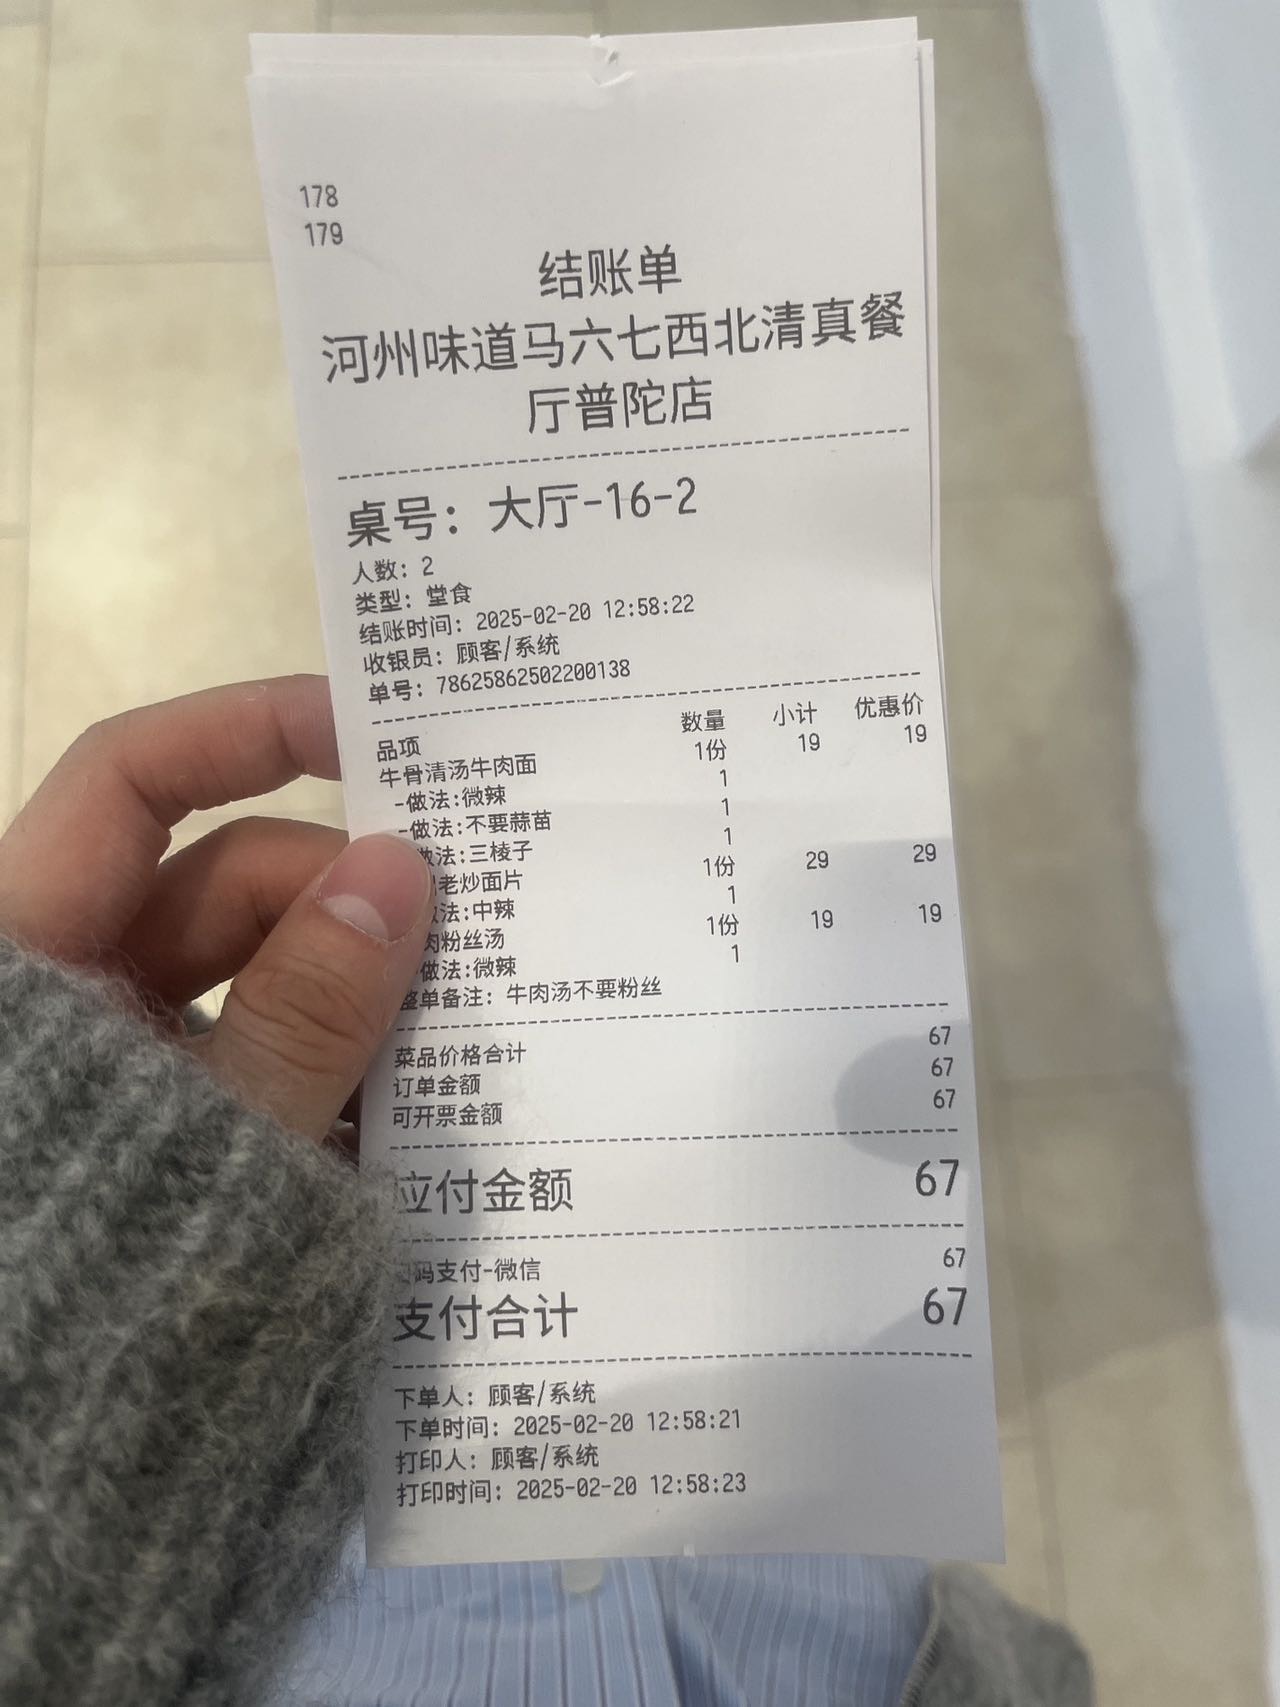 178
179
结账单
河州味道马六七西北清真餐
厅普陀店
桌号：大厅-16-2
人数：2
类型：堂食
结账时间：2025-02-20 12:58:22
收银员：顾客/系统
单号：78625862502200138
品项 数量 小计 优惠价
牛骨清汤牛肉面 1份 19 19
-做法:微辣 1
-做法:不要蒜苗 1
做法:三棱子 1
老炒面片 1份 29 29
做法:中辣 1
肉粉丝汤 1份 19 19
做法:微辣 1
整单备注：牛肉汤不要粉丝
菜品价格合计 67
订单金额 67
可开票金额 67
应付金额 67
码支付-微信 67
支付合计 67
下单人：顾客/系统
下单时间：2025-02-20 12:58:21
打印人：顾客/系统
打印时间：2025-02-20 12:58:23